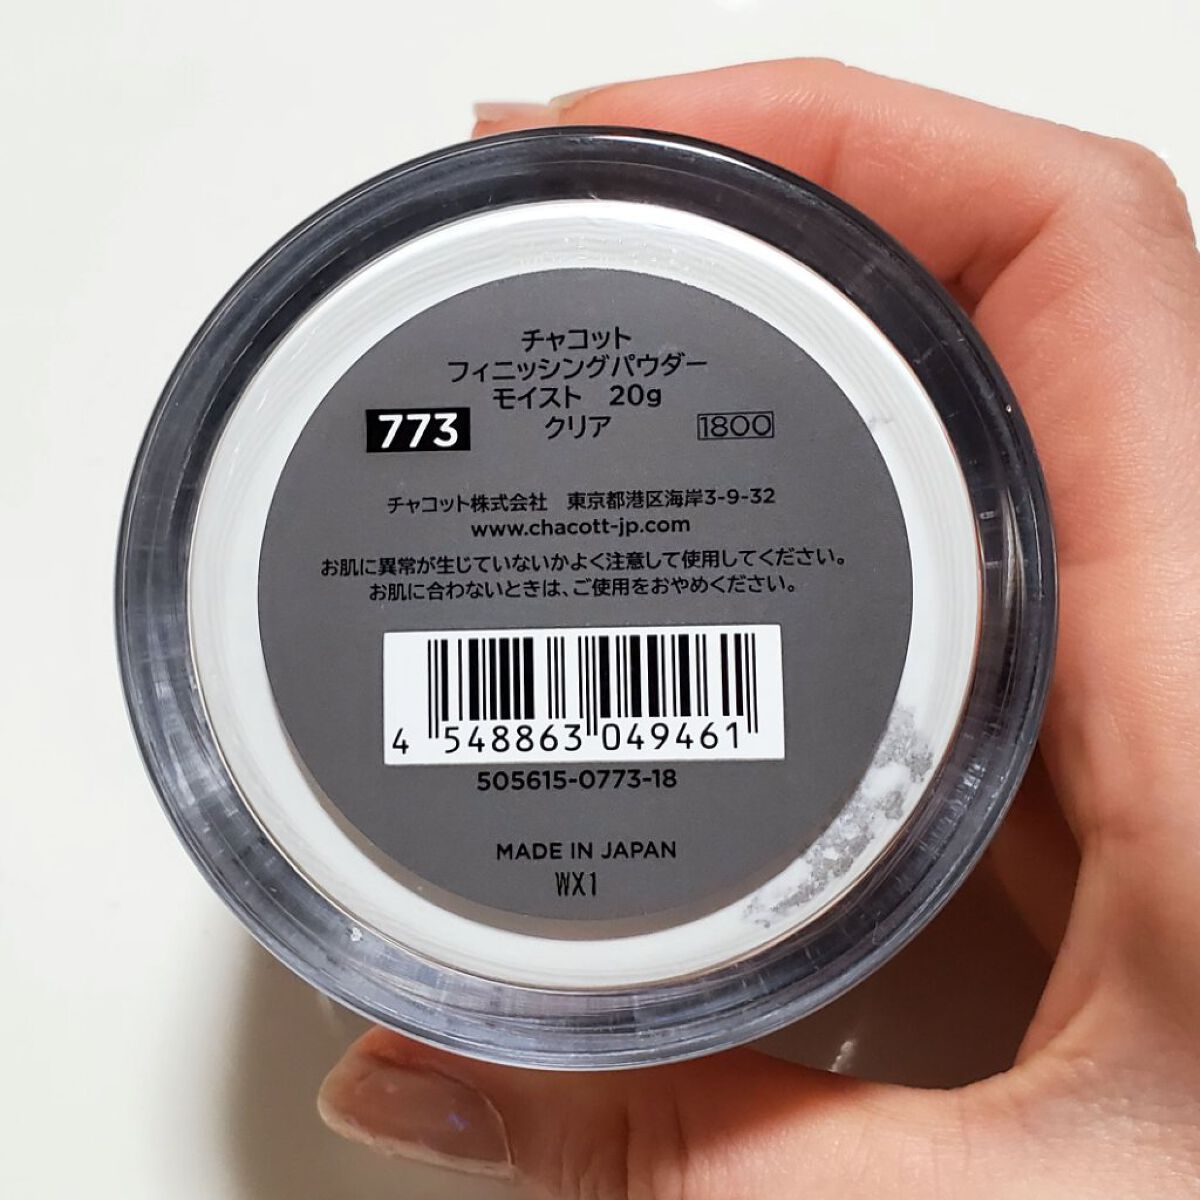 チャコット
フィニッシングパウダー
モイスト 20g
773 クリア 1800
チャコット株式会社 東京都港区海岸3-9-32
www.chacott-jp.com
お肌に異常が生じていないかよく注意して使用してください。
お肌に合わないときは、ご使用をおやめください。
4 548863 049461
505615-0773-18
MADE IN JAPAN
WX1